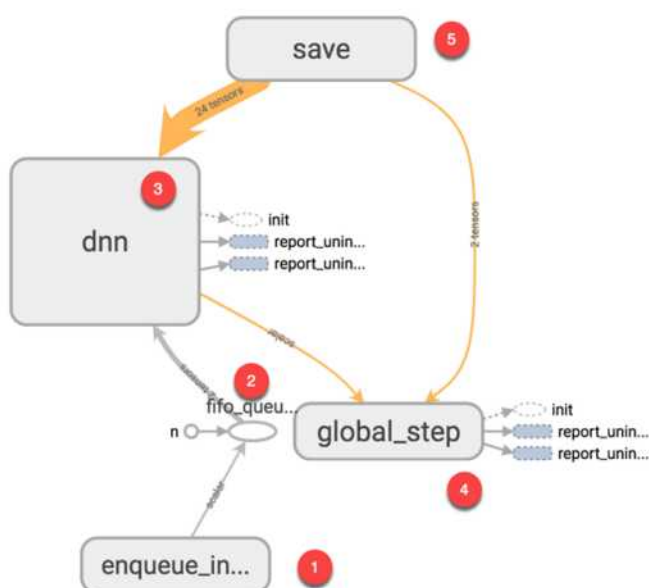 save
5
24 tensors
3
dnn
init
report_unin...
report_unin...
2 tensors
scalar
2
fifo_queu...
n
global_step
init
report_unin...
report_unin...
4
scalar
enqueue_in...
1